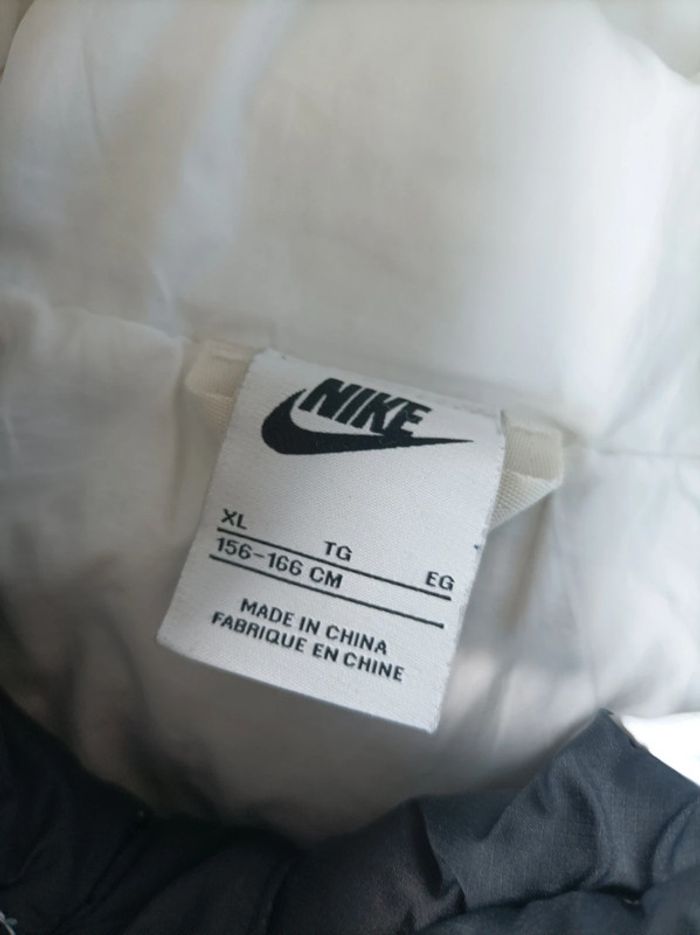 NIKE
XL TG EG
156-166 CM
MADE IN CHINA
FABRIQUE EN CHINE